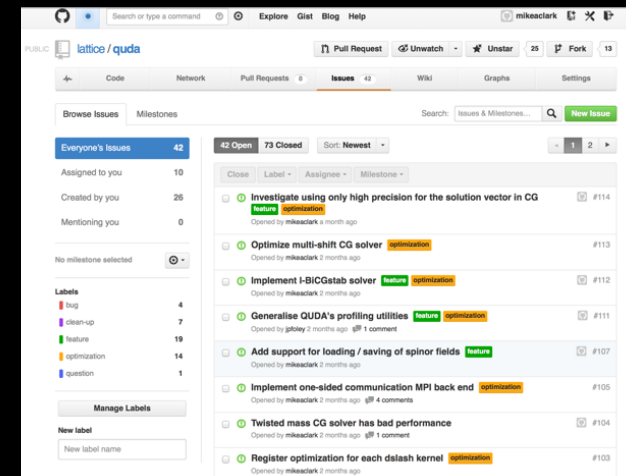 Search or type a command
Explore Gist Blog Help
mikeaclark
PUBLIC
lattice / quda
Pull Request
Unwatch
Unstar 25
Fork 13
Code
Network
Pull Requests 0
Issues 42
Wiki
Graphs
Settings
Browse Issues
Milestones
Search: Issues & Milestones...
New Issue
Everyone's Issues 42
Assigned to you 10
Created by you 26
Mentioning you 0
No milestone selected
Labels
bug 4
clean-up 7
feature 19
optimization 14
question 1
Manage Labels
New label
New label name
42 Open 73 Closed
Sort: Newest
1 2
Close Label Assignee Milestone
Investigate using only high precision for the solution vector in CG #114
feature optimization
Opened by mikeaclark a month ago
Optimize multi-shift CG solver optimization #113
Opened by mikeaclark 2 months ago
Implement I-BiCGstab solver feature optimization #112
Opened by mikeaclark 2 months ago
Generalise QUDA's profiling utilities feature optimization #111
Opened by jpfoley 2 months ago 1 comment
Add support for loading / saving of spinor fields feature #107
Opened by mikeaclark 2 months ago
Implement one-sided communication MPI back end optimization #105
Opened by mikeaclark 2 months ago 4 comments
Twisted mass CG solver has bad performance #104
Opened by mikeaclark 2 months ago 1 comment
Register optimization for each dslash kernel optimization #103
Opened by mikeaclark 2 months ago